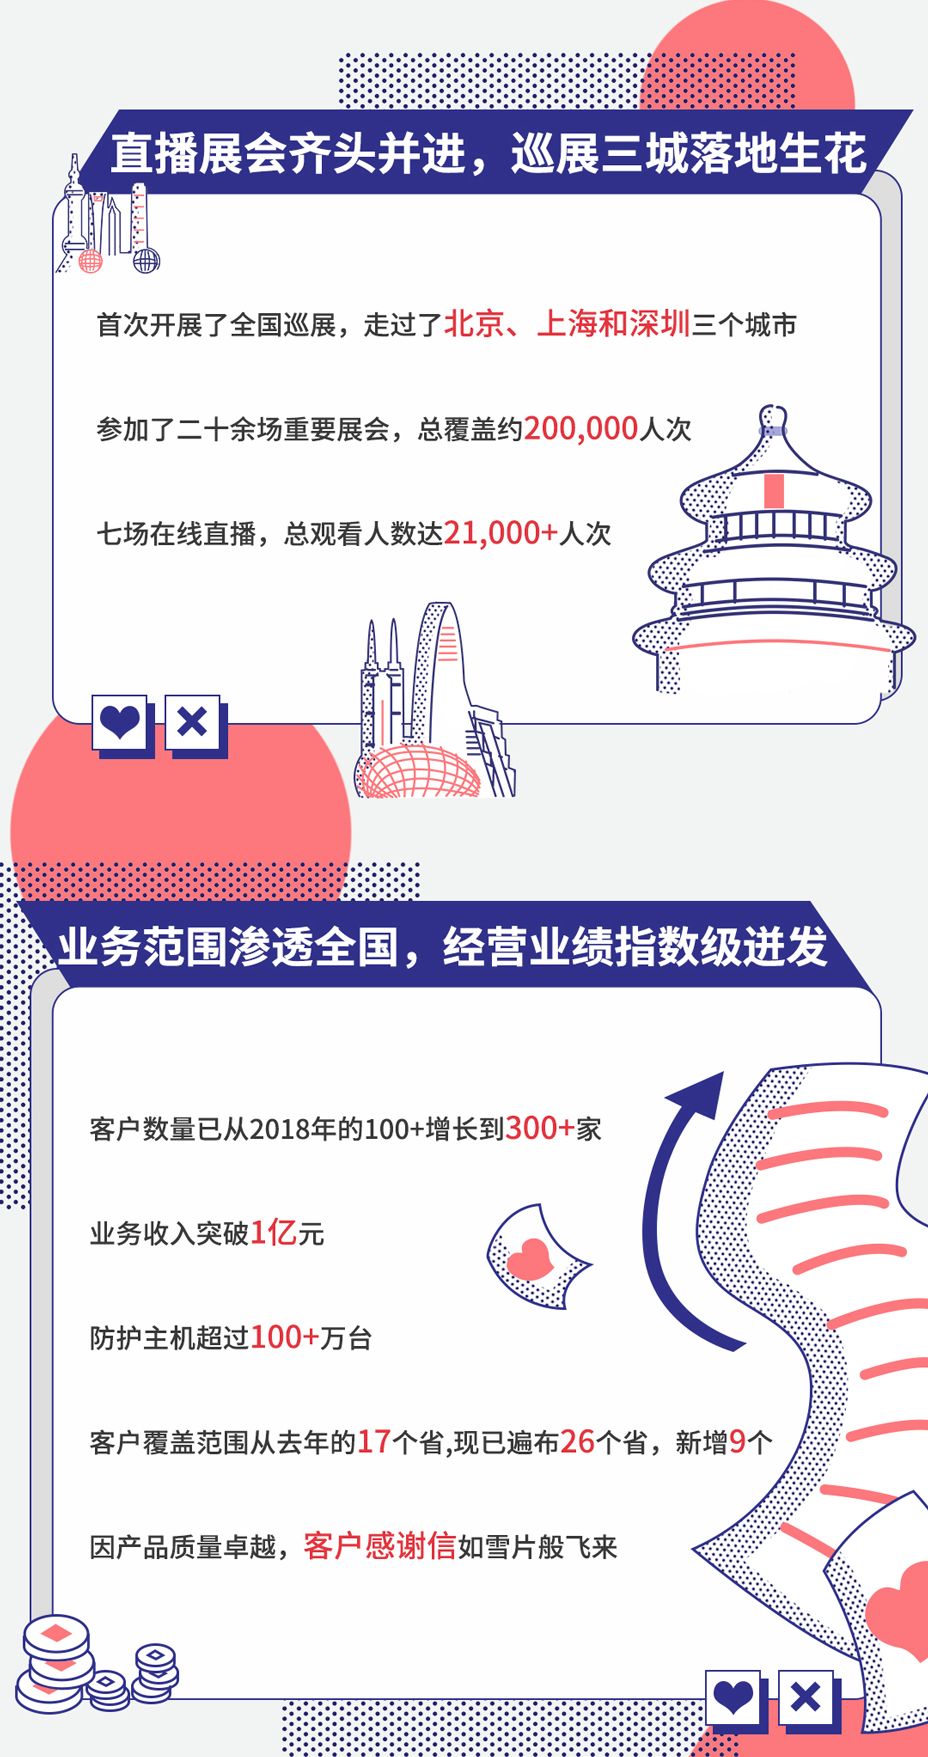 直播展会齐头并进，巡展三城落地生花
首次开展了全国巡展，走过了北京、上海和深圳三个城市
参加了二十余场重要展会，总覆盖约200,000人次
七场在线直播，总观看人数达21,000+人次
业务范围渗透全国，经营业绩指数级迸发
客户数量已从2018年的100+增长到300+家
业务收入突破1亿元
防护主机超过100+万台
客户覆盖范围从去年的17个省,现已遍布26个省，新增9个
因产品质量卓越，客户感谢信如雪片般飞来